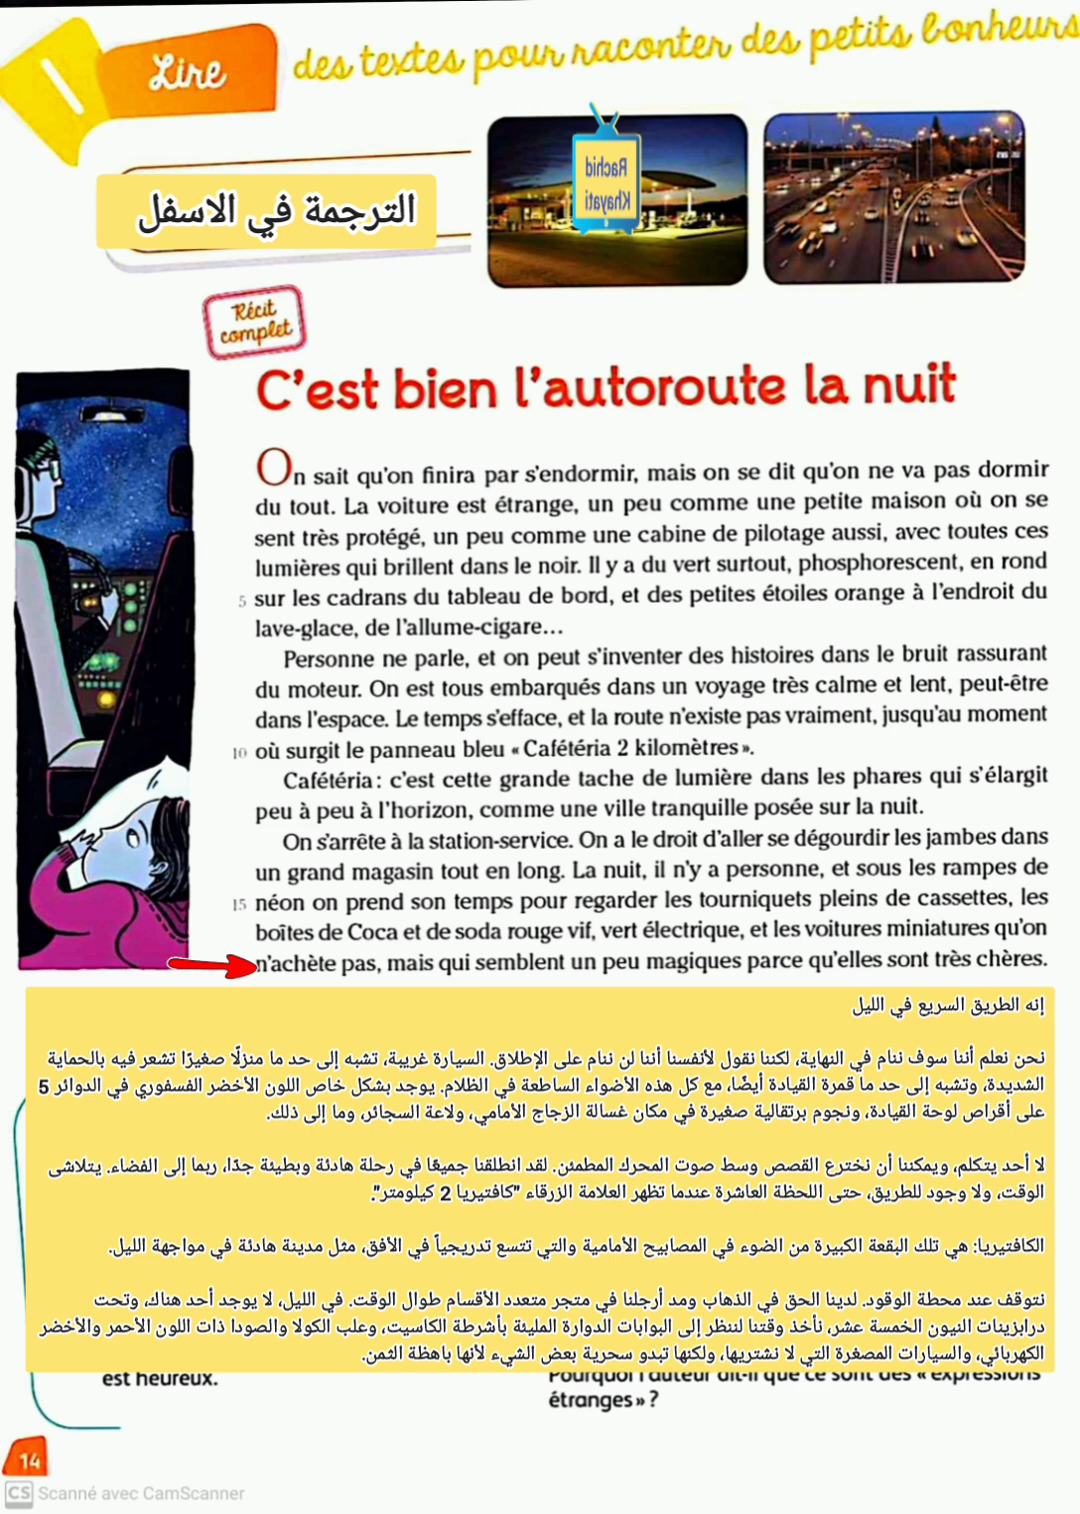 1
Lire
des textes pour raconter des petits bonheurs
الترجمة في الاسفل
Rachid
Khayati
Récit
complet
C'est bien l'autoroute la nuit
On sait qu'on finira par s'endormir, mais on se dit qu'on ne va pas dormir
du tout. La voiture est étrange, un peu comme une petite maison où on se
sent très protégé, un peu comme une cabine de pilotage aussi, avec toutes ces
lumières qui brillent dans le noir. Il y a du vert surtout, phosphorescent, en rond
5 sur les cadrans du tableau de bord, et des petites étoiles orange à l'endroit du
lave-glace, de l'allume-cigare...
Personne ne parle, et on peut s'inventer des histoires dans le bruit rassurant
du moteur. On est tous embarqués dans un voyage très calme et lent, peut-être
dans l'espace. Le temps s'efface, et la route n'existe pas vraiment, jusqu'au moment
10 où surgit le panneau bleu « Cafétéria 2 kilomètres ».
Cafétéria : c'est cette grande tache de lumière dans les phares qui s'élargit
peu à peu à l'horizon, comme une ville tranquille posée sur la nuit.
On s'arrête à la station-service. On a le droit d'aller se dégourdir les jambes dans
un grand magasin tout en long. La nuit, il n'y a personne, et sous les rampes de
15 néon on prend son temps pour regarder les tourniquets pleins de cassettes, les
boîtes de Coca et de soda rouge vif, vert électrique, et les voitures miniatures qu'on
n'achète pas, mais qui semblent un peu magiques parce qu'elles sont très chères.
إنه الطريق السريع في الليل
نحن نعلم أننا سوف ننام في النهاية، لكننا نقول لأنفسنا أننا لن ننام على الإطلاق. السيارة غريبة، تشبه إلى حد ما منزلًا صغيرًا تشعر فيه بالحماية
الشديدة، وتشبه إلى حد ما قمرة القيادة أيضًا، مع كل هذه الأضواء الساطعة في الظلام. يوجد بشكل خاص اللون الأخضر الفسفوري في الدوائر 5
على أقراص لوحة القيادة، ونجوم برتقالية صغيرة في مكان غسالة الزجاج الأمامي، ولاعة السجائر، وما إلى ذلك.
لا أحد يتكلم، ويمكننا أن نخترع القصص وسط صوت المحرك المطمئن. لقد انطلقنا جميعًا في رحلة هادئة وبطيئة جدًا، ربما إلى الفضاء. يتلاشى
الوقت، ولا وجود للطريق، حتى اللحظة العاشرة عندما تظهر العلامة الزرقاء "كافتيريا 2 كيلومتر".
الكافتيريا: هي تلك البقعة الكبيرة من الضوء في المصابيح الأمامية والتي تتسع تدريجياً في الأفق، مثل مدينة هادئة في مواجهة الليل.
نتوقف عند محطة الوقود. لدينا الحق في الذهاب ومد أرجلنا في متجر متعدد الأقسام طوال الوقت. في الليل، لا يوجد أحد هناك، وتحت
درابزينات النيون الخمسة عشر، نأخذ وقتنا لننظر إلى البوابات الدوارة المليئة بأشرطة الكاسيت، وعلب الكولا والصودا ذات اللون الأحمر والأخضر
الكهربائي، والسيارات المصغرة التي لا نشتريها، ولكنها تبدو سحرية بعض الشيء لأنها باهظة الثمن.
est heureux.
Pourquoi l'auteur dit-il que ce sont des « expressions
étranges » ?
14
CS Scanné avec CamScanner